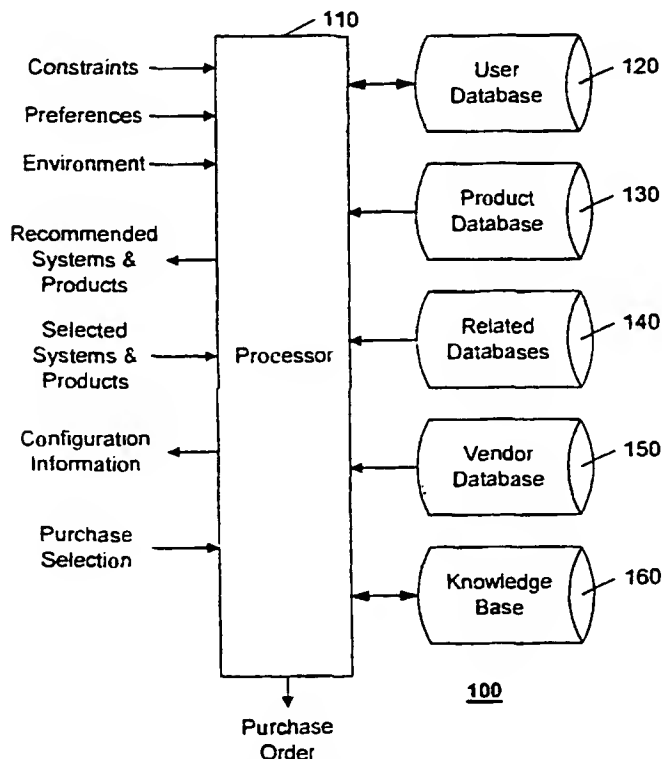 110
Constraints
Preferences
Environment
Recommended
Systems &
Products
Selected
Systems &
Products
Configuration
Information
Purchase
Selection
Processor
User
Database
120
Product
Database
130
Related
Databases
140
Vendor
Database
150
Knowledge
Base
160
100
Purchase
Order